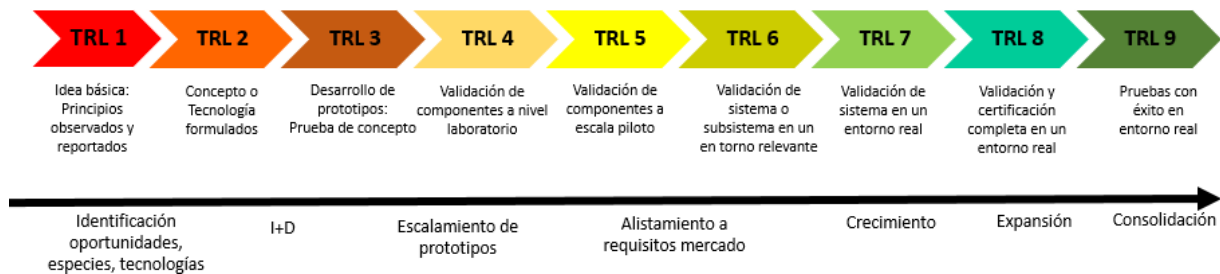 TRL 1
TRL 2
TRL 3
TRL 4
TRL 5
TRL 6
TRL 7
TRL 8
TRL 9
Idea básica:
Principios
observados y
reportados
Concepto o
Tecnología
formulados
Desarrollo de
prototipos:
Prueba de concepto
Validación de
componentes a nivel
laboratorio
Validación de
componentes a
escala piloto
Validación de
sistema o
subsistema en un
en torno relevante
Validación de
sistema en un
entorno real
Validación y
certificación
completa en un
entorno real
Pruebas con
éxito en
entorno real
Identificación
oportunidades,
especies, tecnologías
I+D
Escalamiento de
prototipos
Alistamiento a
requisitos mercado
Crecimiento
Expansión
Consolidación